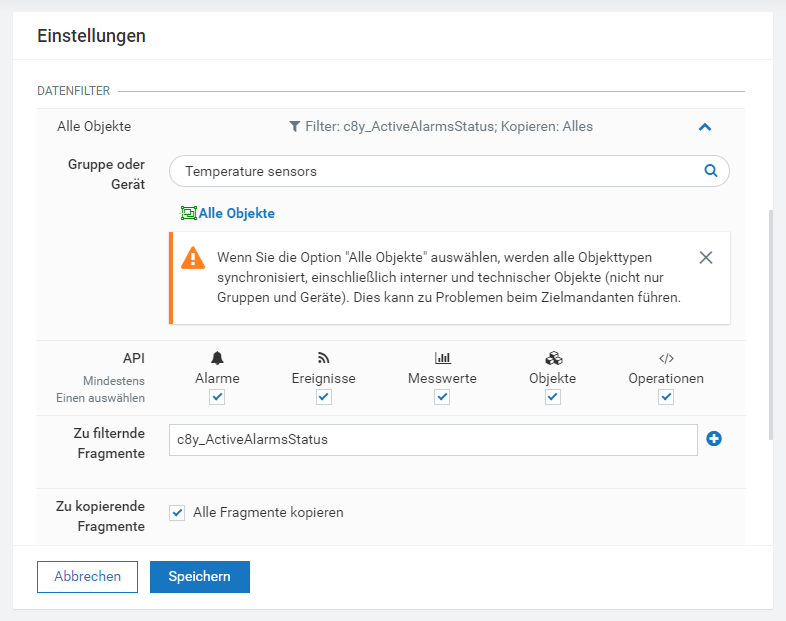 Einstellungen
DATENFILTER
Alle Objekte
Filter: c8y_ActiveAlarmsStatus; Kopieren: Alles
Gruppe oder
Gerät
Temperature sensors
Alle Objekte
Wenn Sie die Option "Alle Objekte" auswählen, werden alle Objekttypen
synchronisiert, einschließlich interner und technischer Objekte (nicht nur
Gruppen und Geräte). Dies kann zu Problemen beim Zielmandanten führen.
API
Mindestens
Einen auswählen
Alarme
Ereignisse
Messwerte
Objekte
Operationen
Zu filternde
Fragmente
c8y_ActiveAlarmsStatus
Zu kopierende
Fragmente
Alle Fragmente kopieren
Abbrechen
Speichern